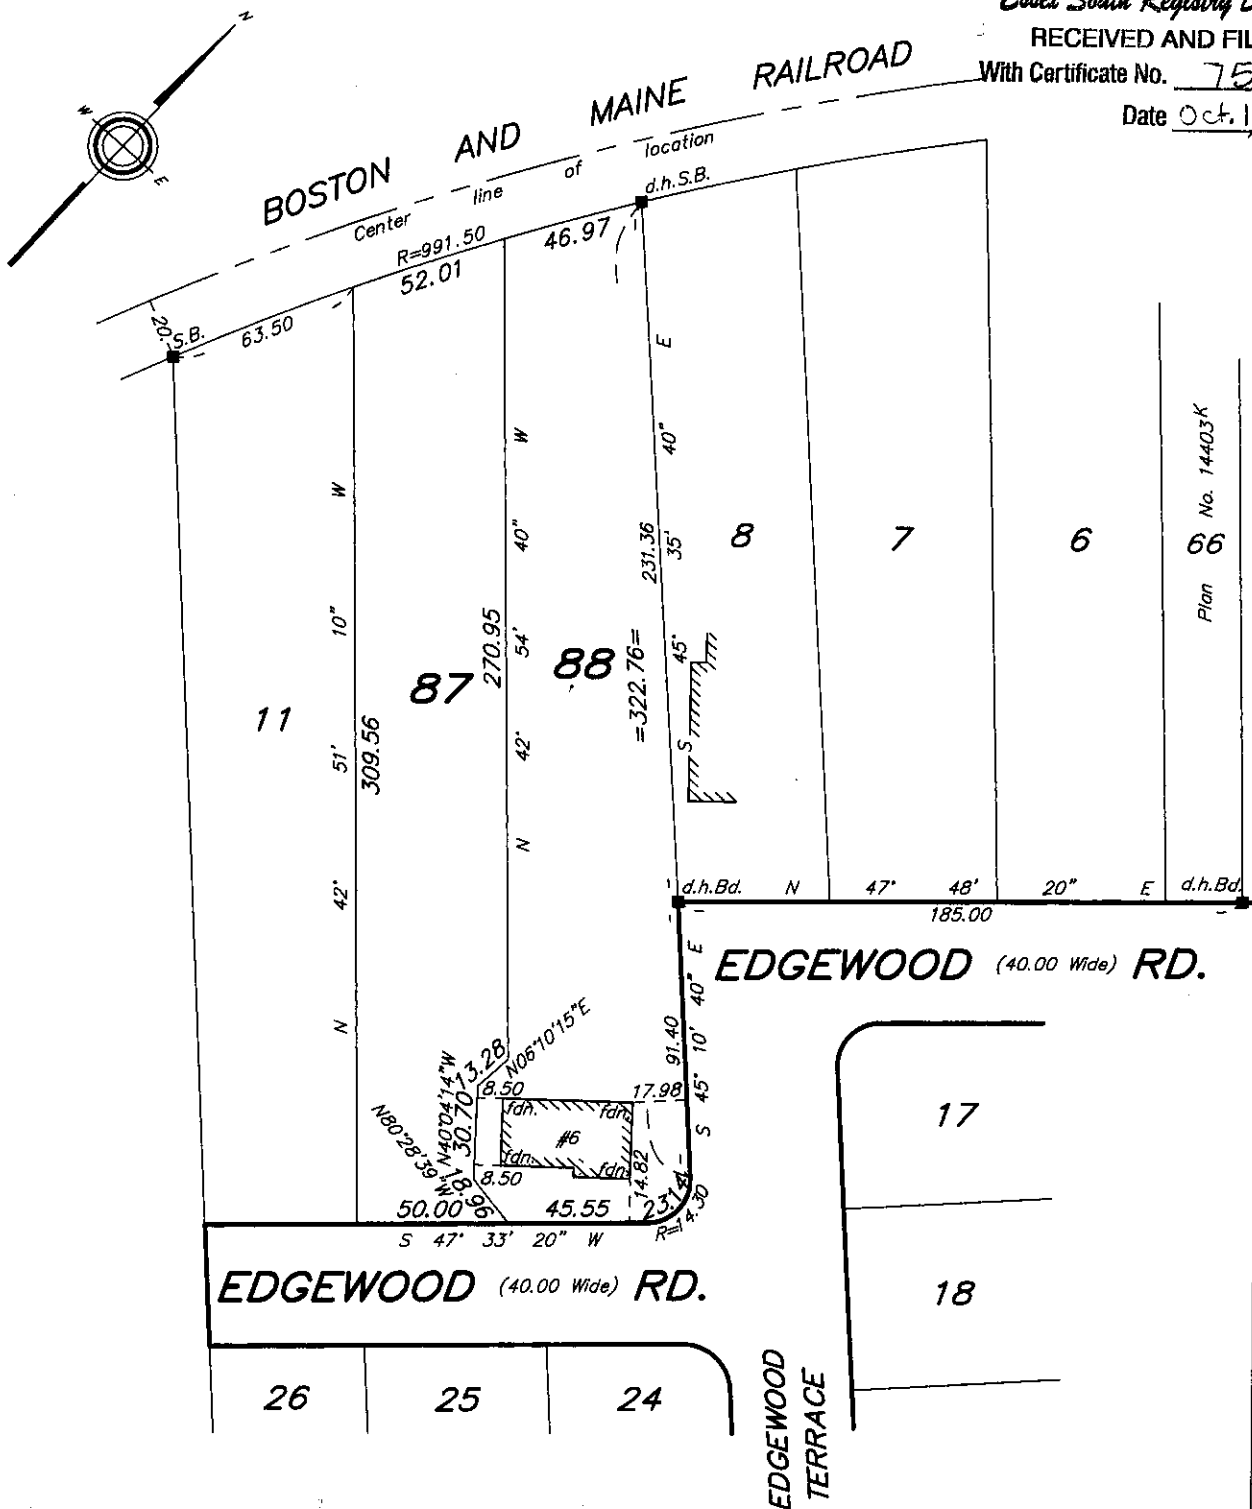 RECEIVED AND FIL
With Certificate No. 75
Date Oct. 1
N
W
E
BOSTON AND MAINE RAILROAD
Center line of location
20.
S.B.
63.50
R=991.50
52.01
46.97
d.h.S.B.
N 42° 51' 10" W
309.56
N 42° 54' 40" W
270.95
S 45° 35' 40" E
231.36
=322.76=
11
87
88
8
7
6
66
Plan No. 14403K
d.h.Bd. N 47° 48' 20" E d.h.Bd.
185.00
EDGEWOOD (40.00 Wide) RD.
S 45° 10' 40" E
91.40
N06°10'15"E
13.28
N40°04'14"W
30.70
N80°28'39"W
18.96
8.50
17.98
fdn. fdn.
#6
fdn. fdn.
8.50
14.82
50.00
45.55
23.14
R=14.30
S 47° 33' 20" W
EDGEWOOD (40.00 Wide) RD.
17
18
26
25
24
EDGEWOOD
TERRACE